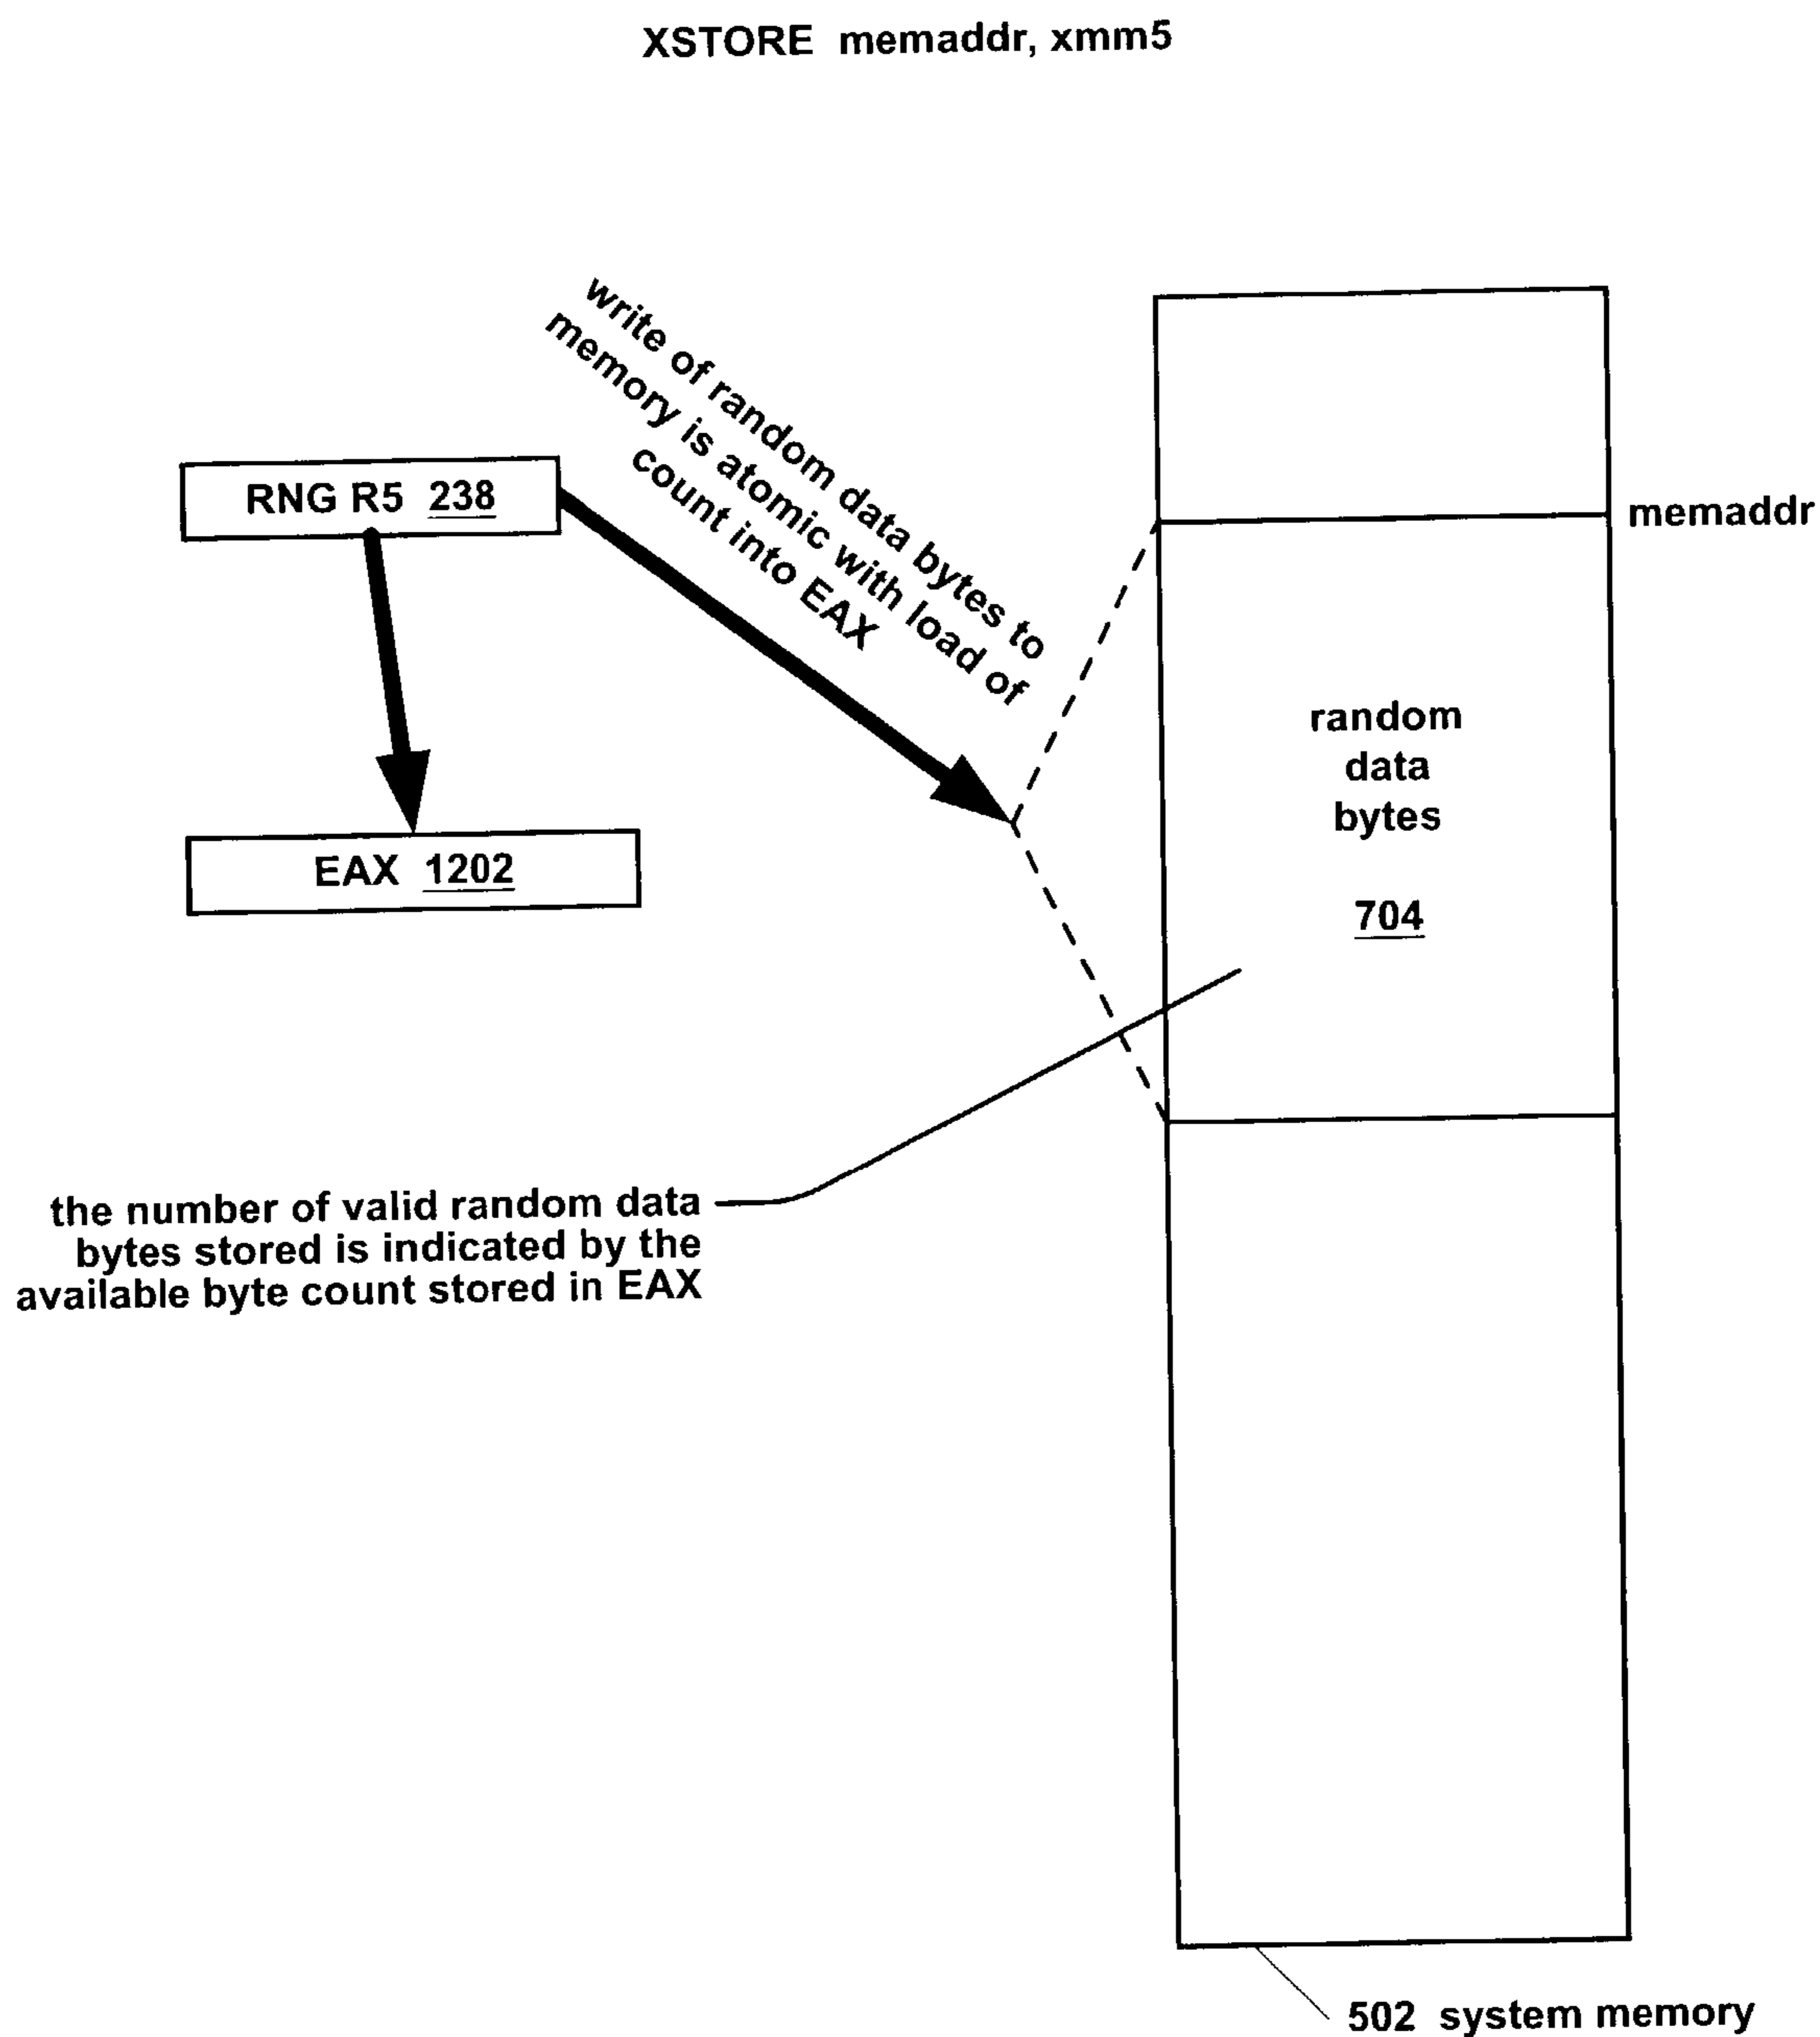 XSTORE memaddr, xmm5
write of random data bytes to
memory is atomic with load of
count into EAX
RNG R5 238
memaddr
random
data
bytes
704
EAX 1202
the number of valid random data
bytes stored is indicated by the
available byte count stored in EAX
502 system memory